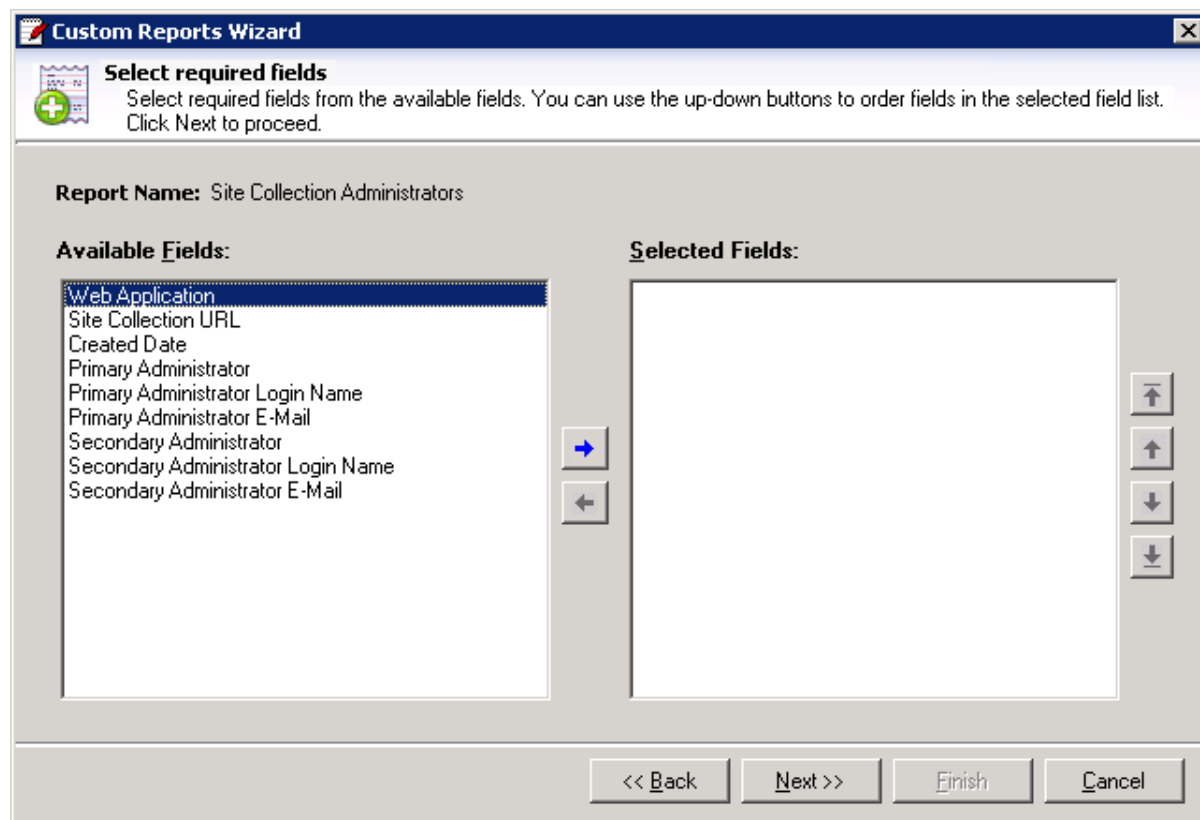 Custom Reports Wizard
Select required fields
Select required fields from the available fields. You can use the up-down buttons to order fields in the selected field list.
Click Next to proceed.
Report Name: Site Collection Administrators
Available Fields:
Selected Fields:
Web Application
Site Collection URL
Created Date
Primary Administrator
Primary Administrator Login Name
Primary Administrator E-Mail
Secondary Administrator
Secondary Administrator Login Name
Secondary Administrator E-Mail
<< Back
Next >>
Finish
Cancel